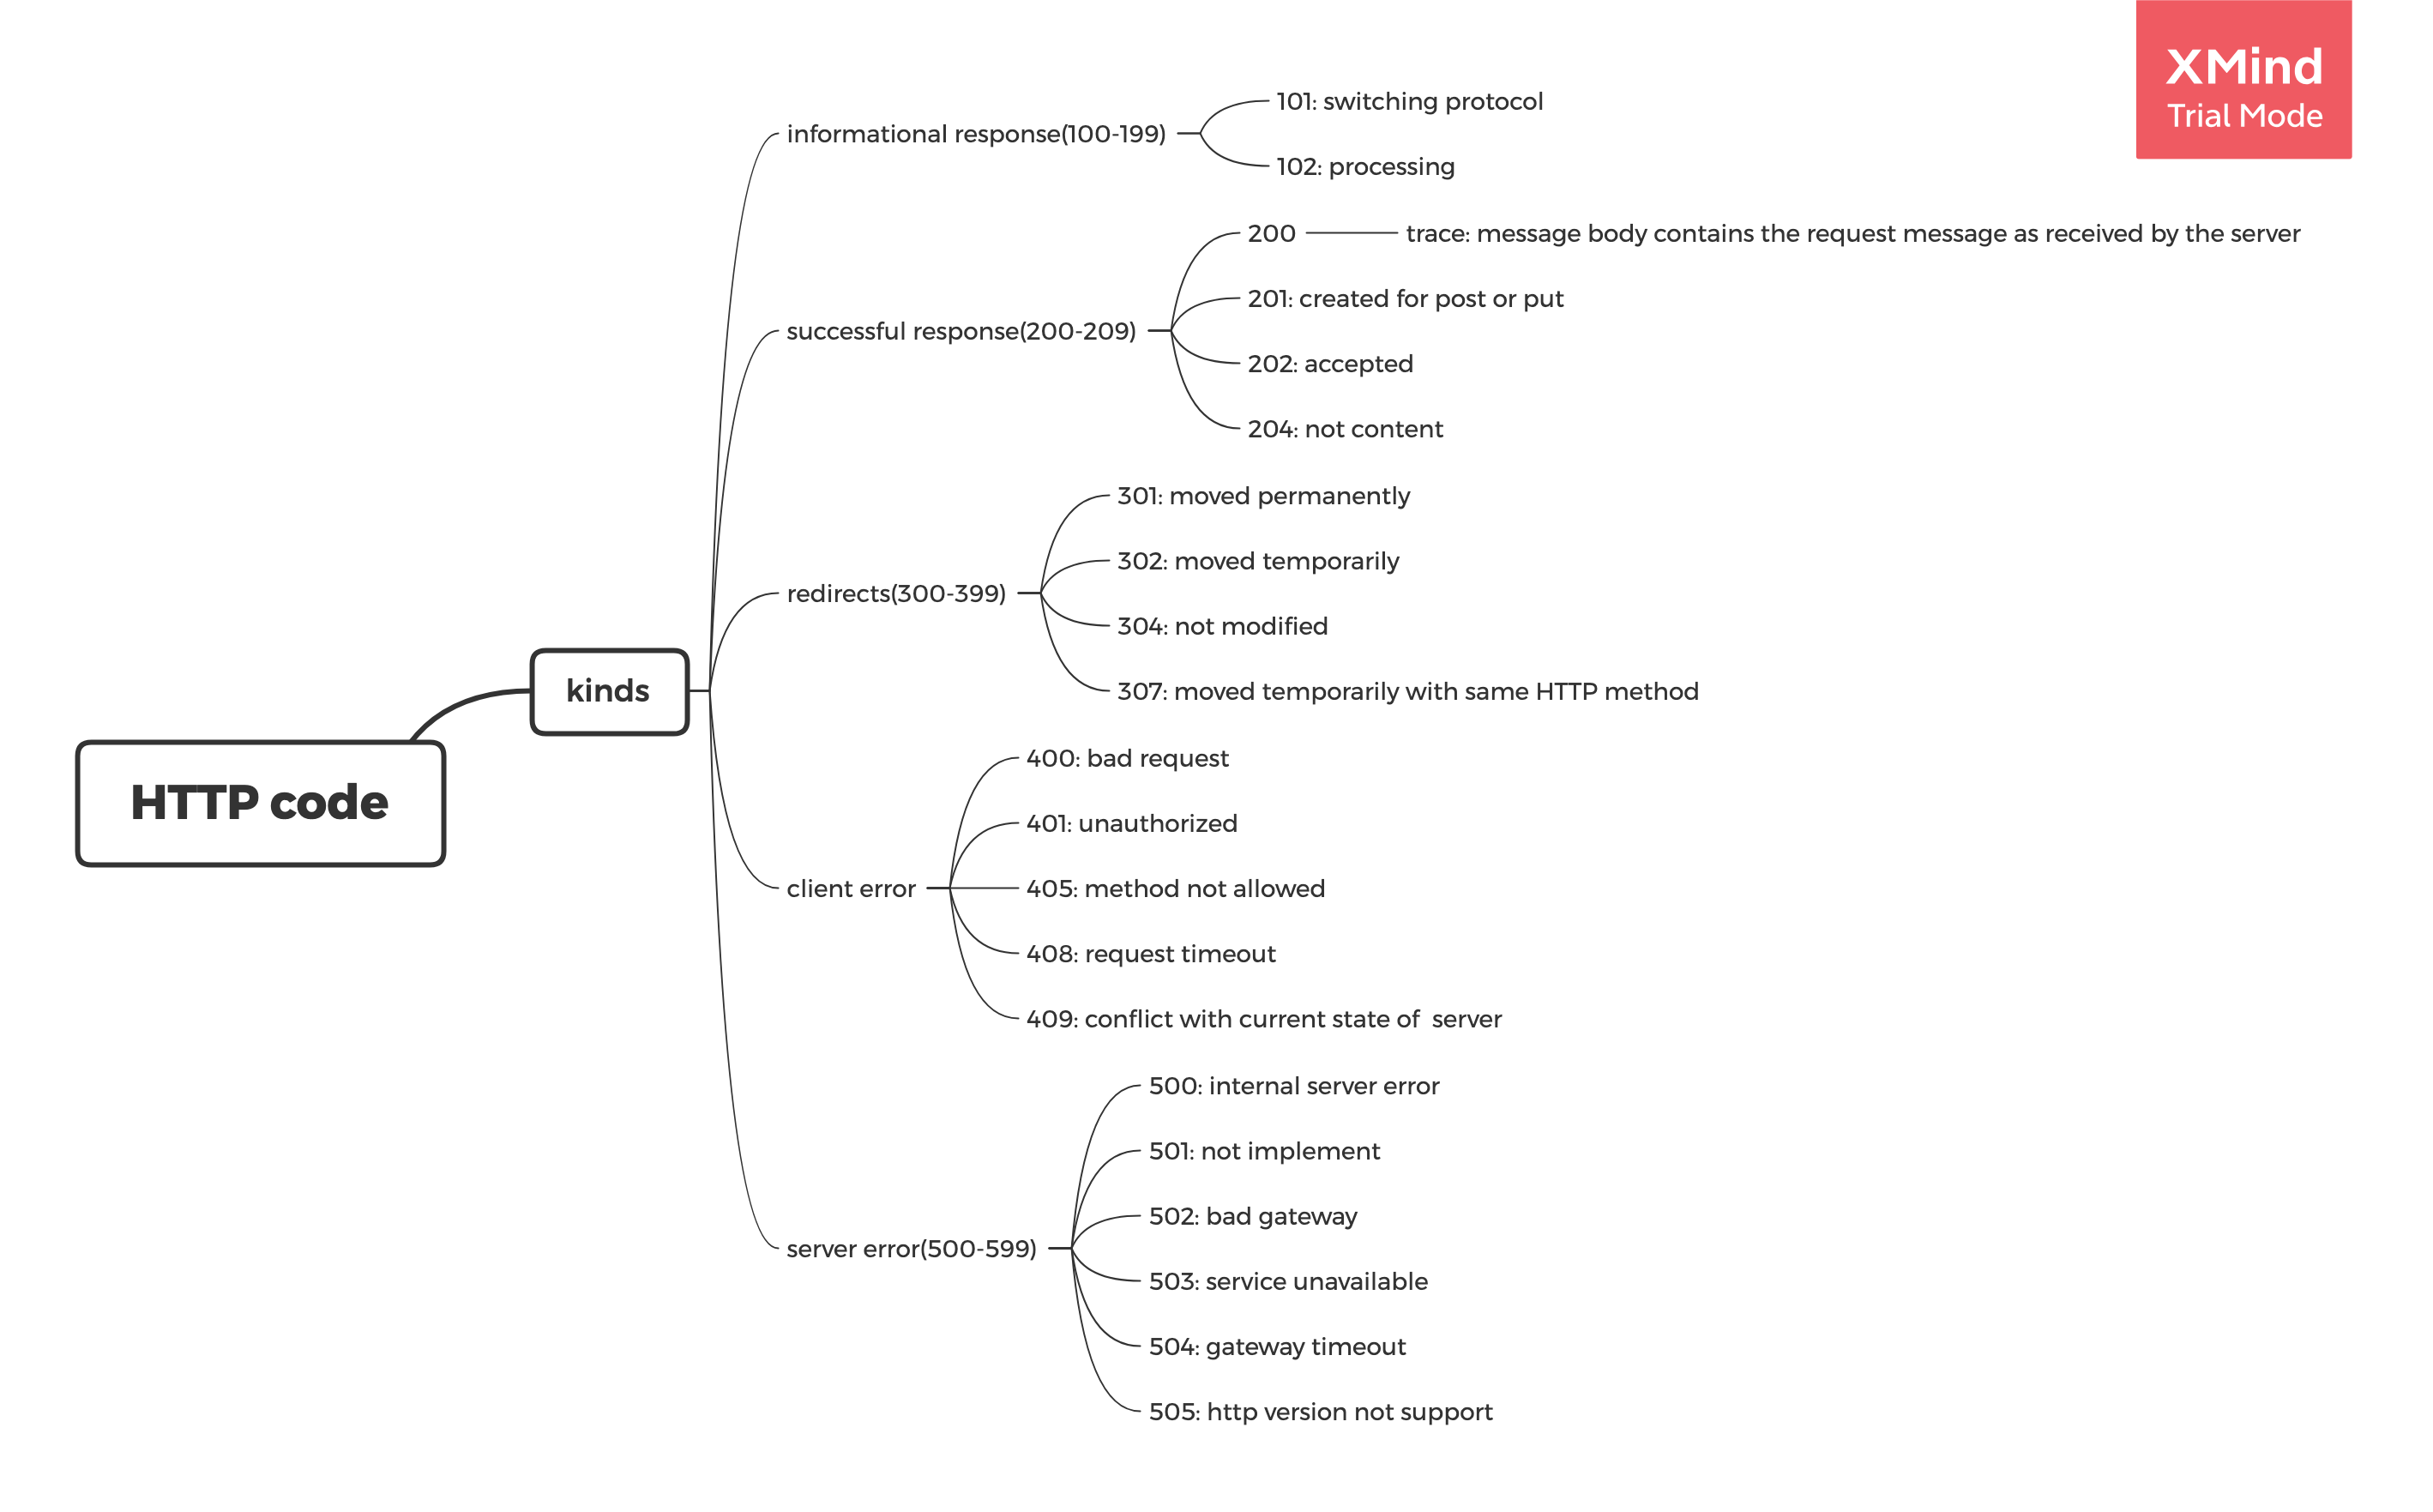 XMind
Trial Mode
HTTP code
kinds
informational response(100-199)
101: switching protocol
102: processing
successful response(200-209)
200
trace: message body contains the request message as received by the server
201: created for post or put
202: accepted
204: not content
redirects(300-399)
301: moved permanently
302: moved temporarily
304: not modified
307: moved temporarily with same HTTP method
client error
400: bad request
401: unauthorized
405: method not allowed
408: request timeout
409: conflict with current state of  server
server error(500-599)
500: internal server error
501: not implement
502: bad gateway
503: service unavailable
504: gateway timeout
505: http version not support